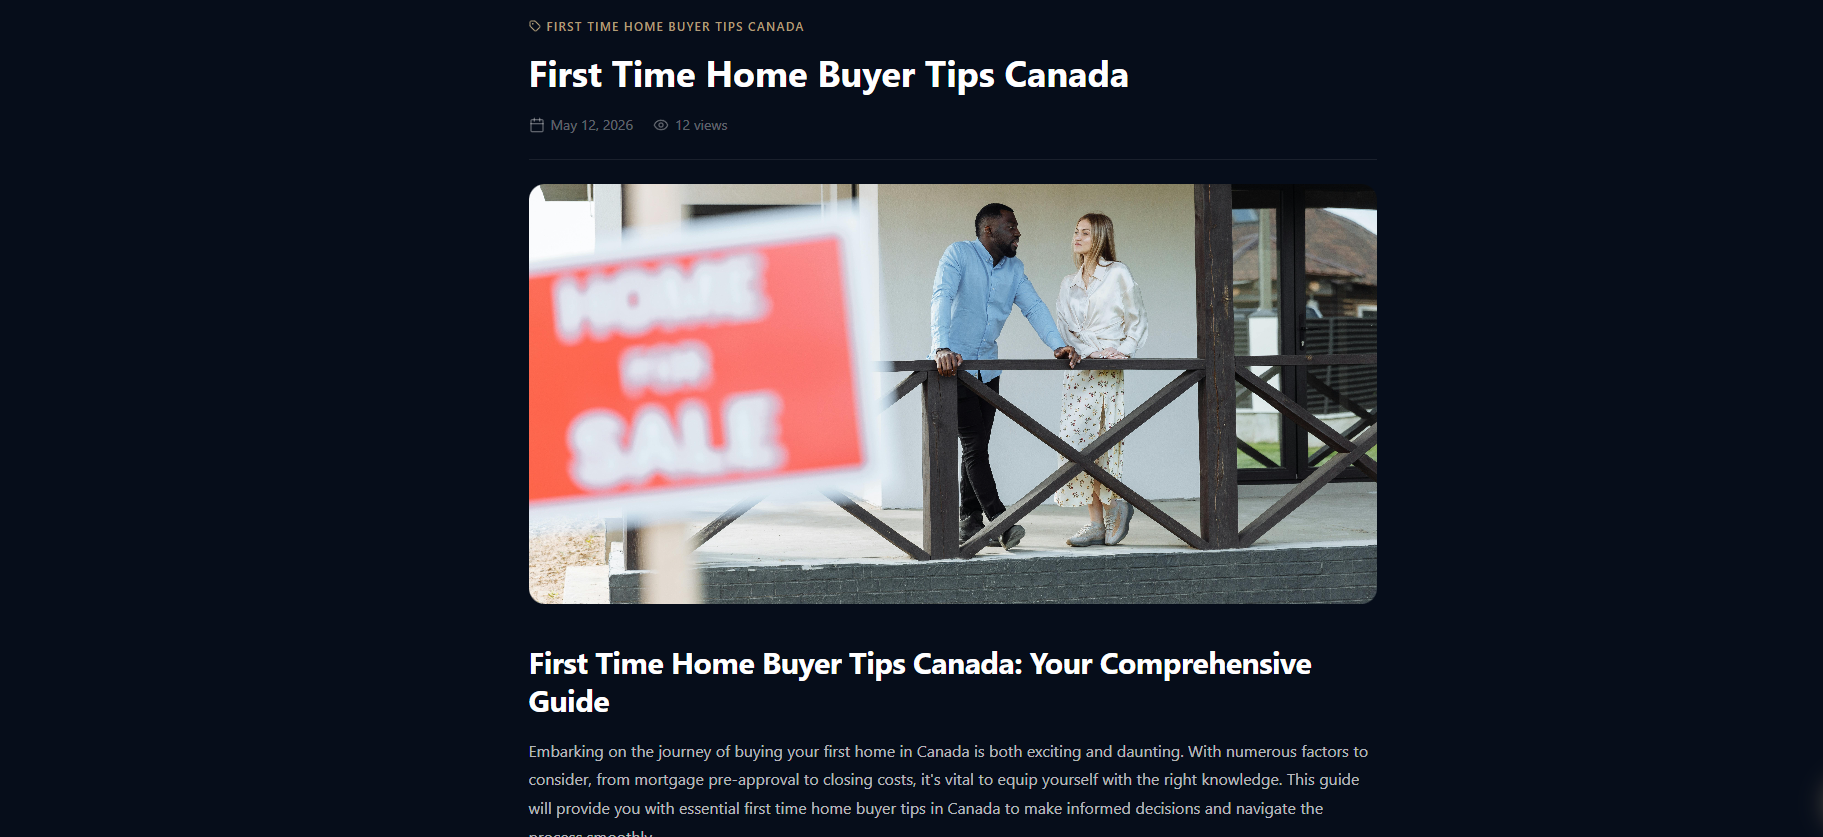 FIRST TIME HOME BUYER TIPS CANADA
First Time Home Buyer Tips Canada
May 12, 2026 12 views
HOME
FOR
SALE
First Time Home Buyer Tips Canada: Your Comprehensive
Guide
Embarking on the journey of buying your first home in Canada is both exciting and daunting. With numerous factors to
consider, from mortgage pre-approval to closing costs, it's vital to equip yourself with the right knowledge. This guide
will provide you with essential first time home buyer tips in Canada to make informed decisions and navigate the
process smoothly.